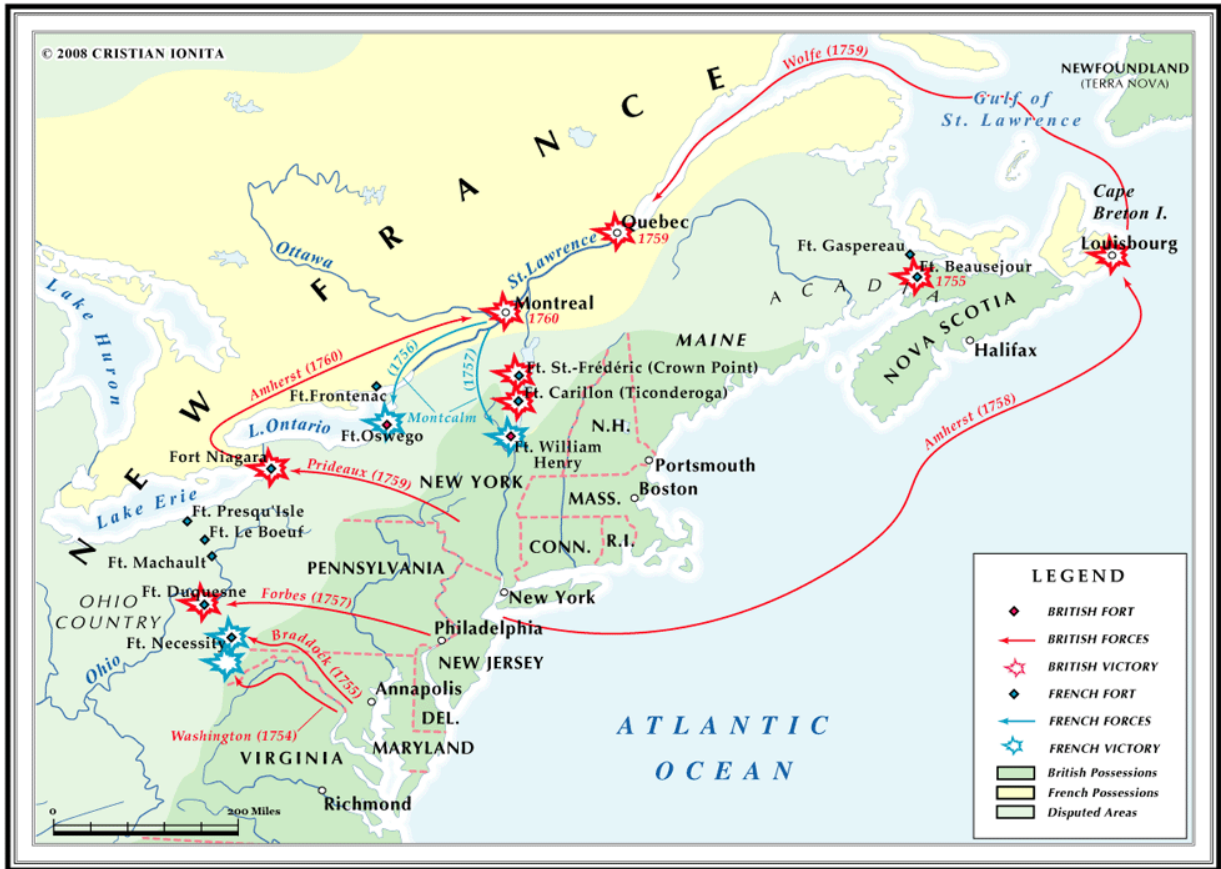 © 2008 CRISTIAN IONITA
NEW FRANCE
Wolfe (1759)
NEWFOUNDLAND
(TERRA NOVA)
Gulf of
St. Lawrence
Cape
Breton I.
Louisbourg
Quebec
1759
Ottawa
St. Lawrence
Ft. Gaspereau
Ft. Beausejour
1755
ACADIA
NOVA SCOTIA
Halifax
Lake Huron
Montreal
1760
MAINE
Amherst (1760)
(1756)
(1757)
Montcalm
Ft. St.-Frédéric (Crown Point)
Ft. Carillon (Ticonderoga)
Ft.Frontenac
L.Ontario
Ft.Oswego
N.H.
Ft. William
Henry
Amherst (1758)
Fort Niagara
Prideaux (1759)
NEW YORK
Portsmouth
MASS.
Boston
Lake Erie
Ft. Presqu'Isle
Ft. Le Boeuf
Ft. Machault
CONN.
R.I.
PENNSYLVANIA
Ft. Duquesne
OHIO
COUNTRY
Forbes (1757)
New York
Ft. Necessify
Braddock (1755)
Philadelphia
NEW JERSEY
Ohio
Annapolis
DEL.
Washington (1754)
VIRGINIA
MARYLAND
ATLANTIC
OCEAN
Richmond
0
200 Miles
LEGEND
BRITISH FORT
BRITISH FORCES
BRITISH VICTORY
FRENCH FORT
FRENCH FORCES
FRENCH VICTORY
British Possessions
French Possessions
Disputed Areas